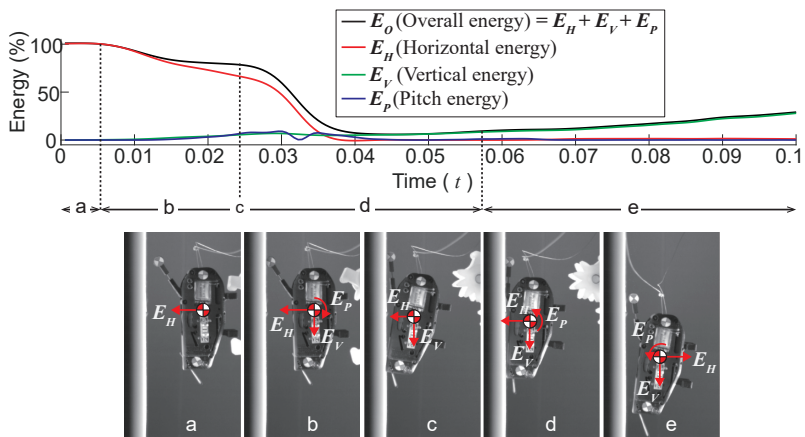 E_O (Overall energy) = E_H + E_V + E_P
E_H (Horizontal energy)
E_V (Vertical energy)
E_P (Pitch energy)
Energy (%)
100
50
0
0 0.01 0.02 0.03 0.04 0.05 0.06 0.07 0.08 0.09 0.1
Time ( t )
a b c d e
E_H
a
E_P
E_H
E_V
b
E_H
E_V
c
E_H
E_P
E_V
d
E_P
E_H
E_V
e